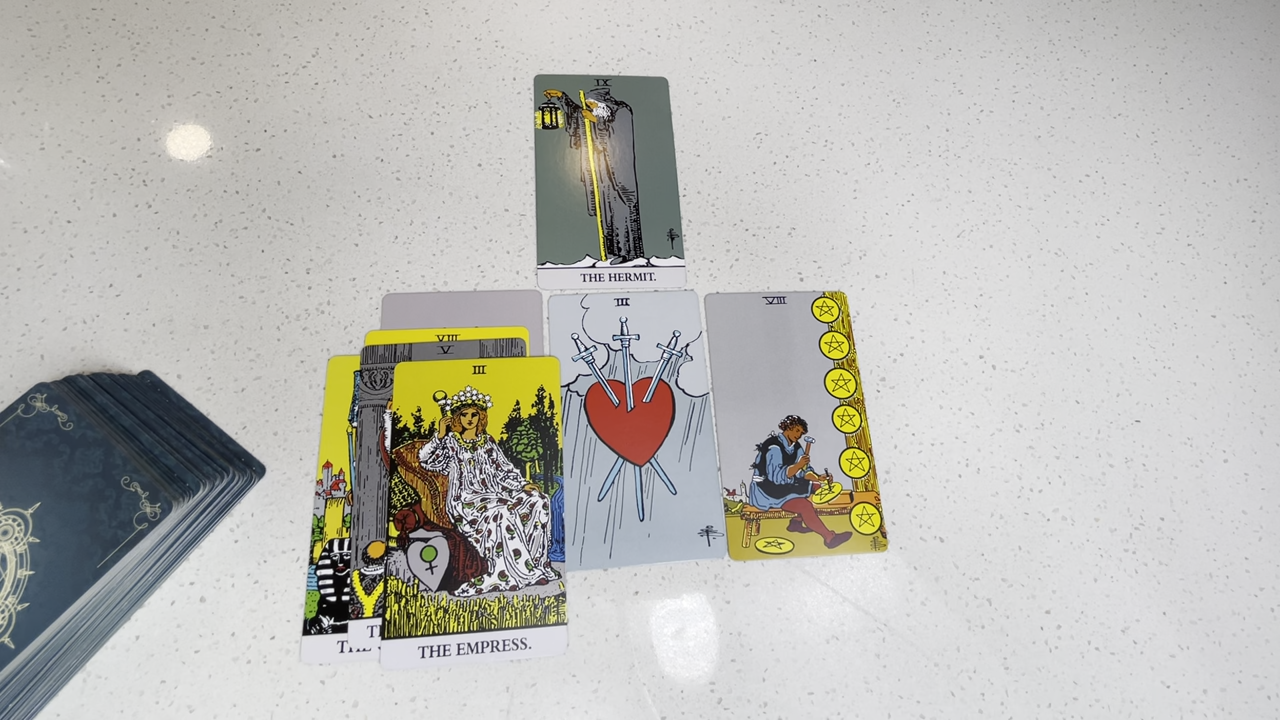 IX
THE HERMIT.
III
VIII
VIII
V
III
THE EMPRESS.